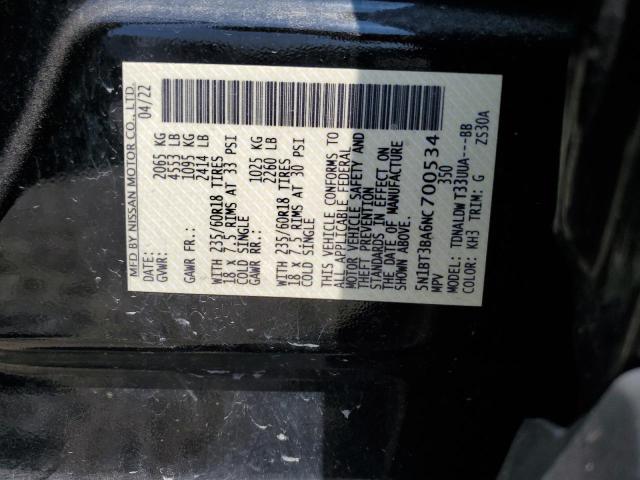 MFD BY NISSAN MOTOR CO., LTD.
DATE: 04/22
GVWR: 2065 KG
4553 LB
GAWR FR.: 1095 KG
2414 LB
WITH 235/60R18 TIRES
18 X 7.5 RIMS AT 33 PSI
COLD SINGLE
GAWR RR.: 1025 KG
2260 LB
WITH 235/60R18 TIRES
18 X 7.5 RIMS AT 30 PSI
COLD SINGLE
THIS VEHICLE CONFORMS TO
ALL APPLICABLE FEDERAL
MOTOR VEHICLE SAFETY AND
THEFT PREVENTION
STANDARDS IN EFFECT ON
THE DATE OF MANUFACTURE
SHOWN ABOVE.
5N1BT3BA6NC700534
MPV 350
MODEL: TDNALDW T33UUA---BB
COLOR: KH3 TRIM: G ZS30A